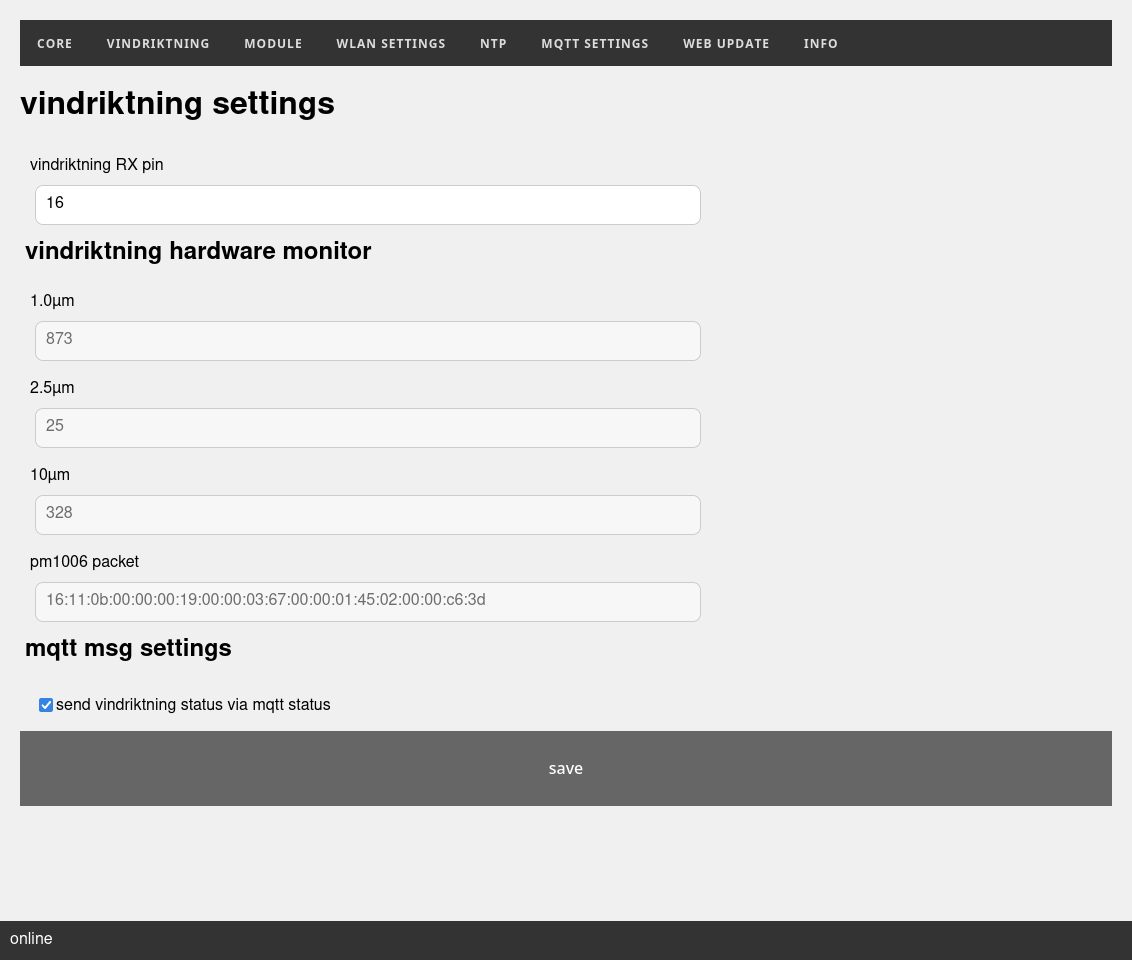 CORE VINDRIKTNING MODULE WLAN SETTINGS NTP MQTT SETTINGS WEB UPDATE INFO
vindriktning settings
vindriktning RX pin
16
vindriktning hardware monitor
1.0µm
873
2.5µm
25
10µm
328
pm1006 packet
16:11:0b:00:00:00:19:00:00:03:67:00:00:01:45:02:00:00:c6:3d
mqtt msg settings
send vindriktning status via mqtt status
save
online